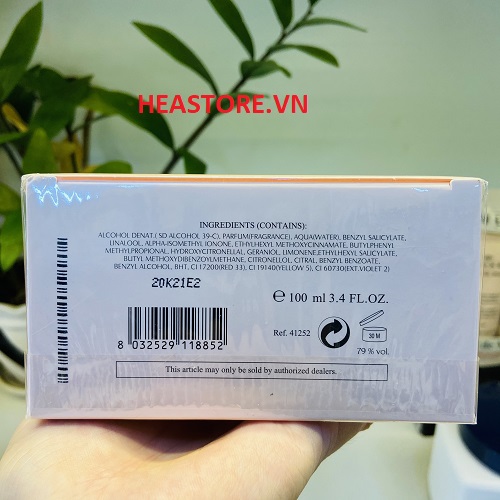 HEASTORE.VN
INGREDIENTS (CONTAINS):
ALCOHOL DENAT.( SD ALCOHOL 39-C), PARFUM(FRAGRANCE), AQUA(WATER), BENZYL SALICYLATE,
LINALOOL, ALPHA-ISOMETHYL IONONE, ETHYLHEXYL METHOXYCINNAMATE, BUTYLPHENYL
METHYLPROPIONAL, HYDROXYCITRONELLAL, GERANIOL, LIMONENE,ETHYLHEXYL SALICYLATE,
BUTYL METHOXYDIBENZOYLMETHANE, CITRONELLOL, CITRAL, BENZYL BENZOATE,
BENZYL ALCOHOL, BHT, CI 17200(RED 33), CI 19140(YELLOW 5), CI 60730(EXT.VIOLET 2)
20K21E2
℮ 100 ml 3.4 FL.OZ.
Ref. 41252
30 M
8 032529 118852
79 % vol.
This article may only be sold by authorized dealers.